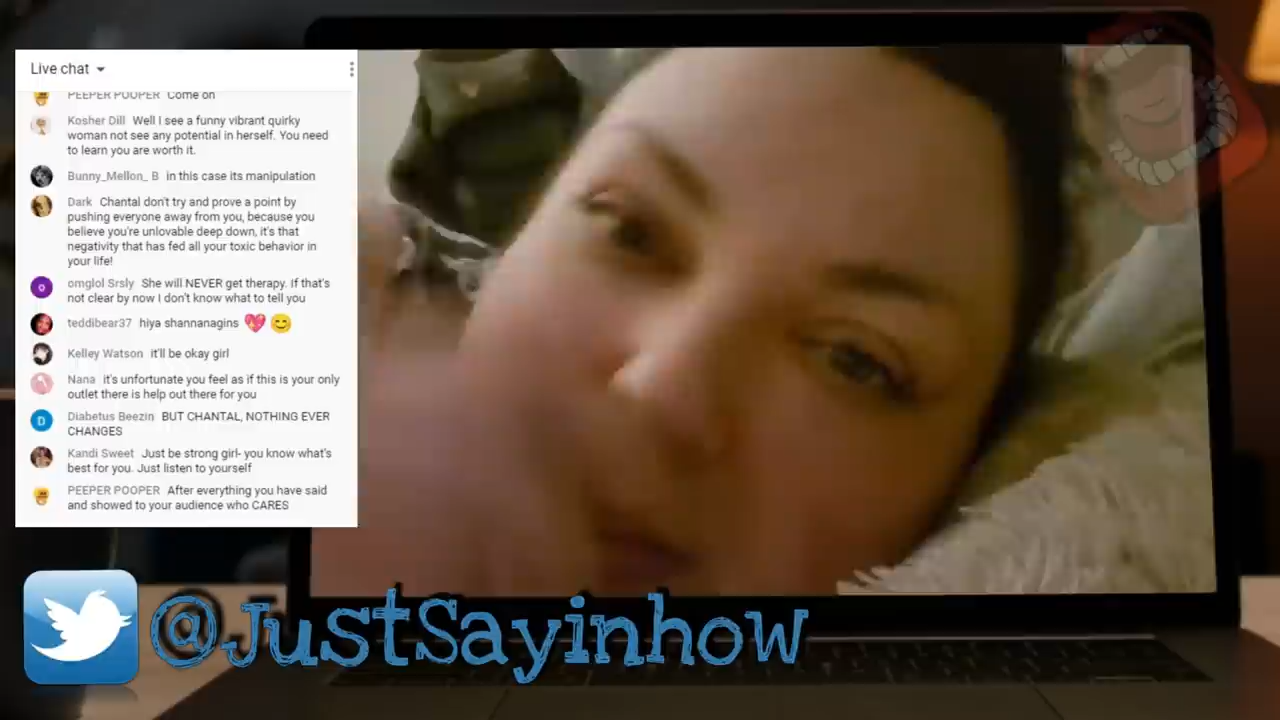 Live chat
PEEPER POOPER Come on
Kosher Dill Well I see a funny vibrant quirky
woman not see any potential in herself. You need
to learn you are worth it.
Bunny_Mellon_ B in this case its manipulation
Dark Chantal don't try and prove a point by
pushing everyone away from you, because you
believe you're unlovable deep down, it's that
negativity that has fed all your toxic behavior in
your life!
omglol Srsly She will NEVER get therapy. If that's
not clear by now I don't know what to tell you
teddibear37 hiya shannanagins 💖 😊
Kelley Watson it'll be okay girl
Nana it's unfortunate you feel as if this is your only
outlet there is help out there for you
D Diabetus Beezin BUT CHANTAL, NOTHING EVER
CHANGES
Kandi Sweet Just be strong girl- you know what's
best for you. Just listen to yourself
PEEPER POOPER After everything you have said
and showed to your audience who CARES
@JustSayinhow